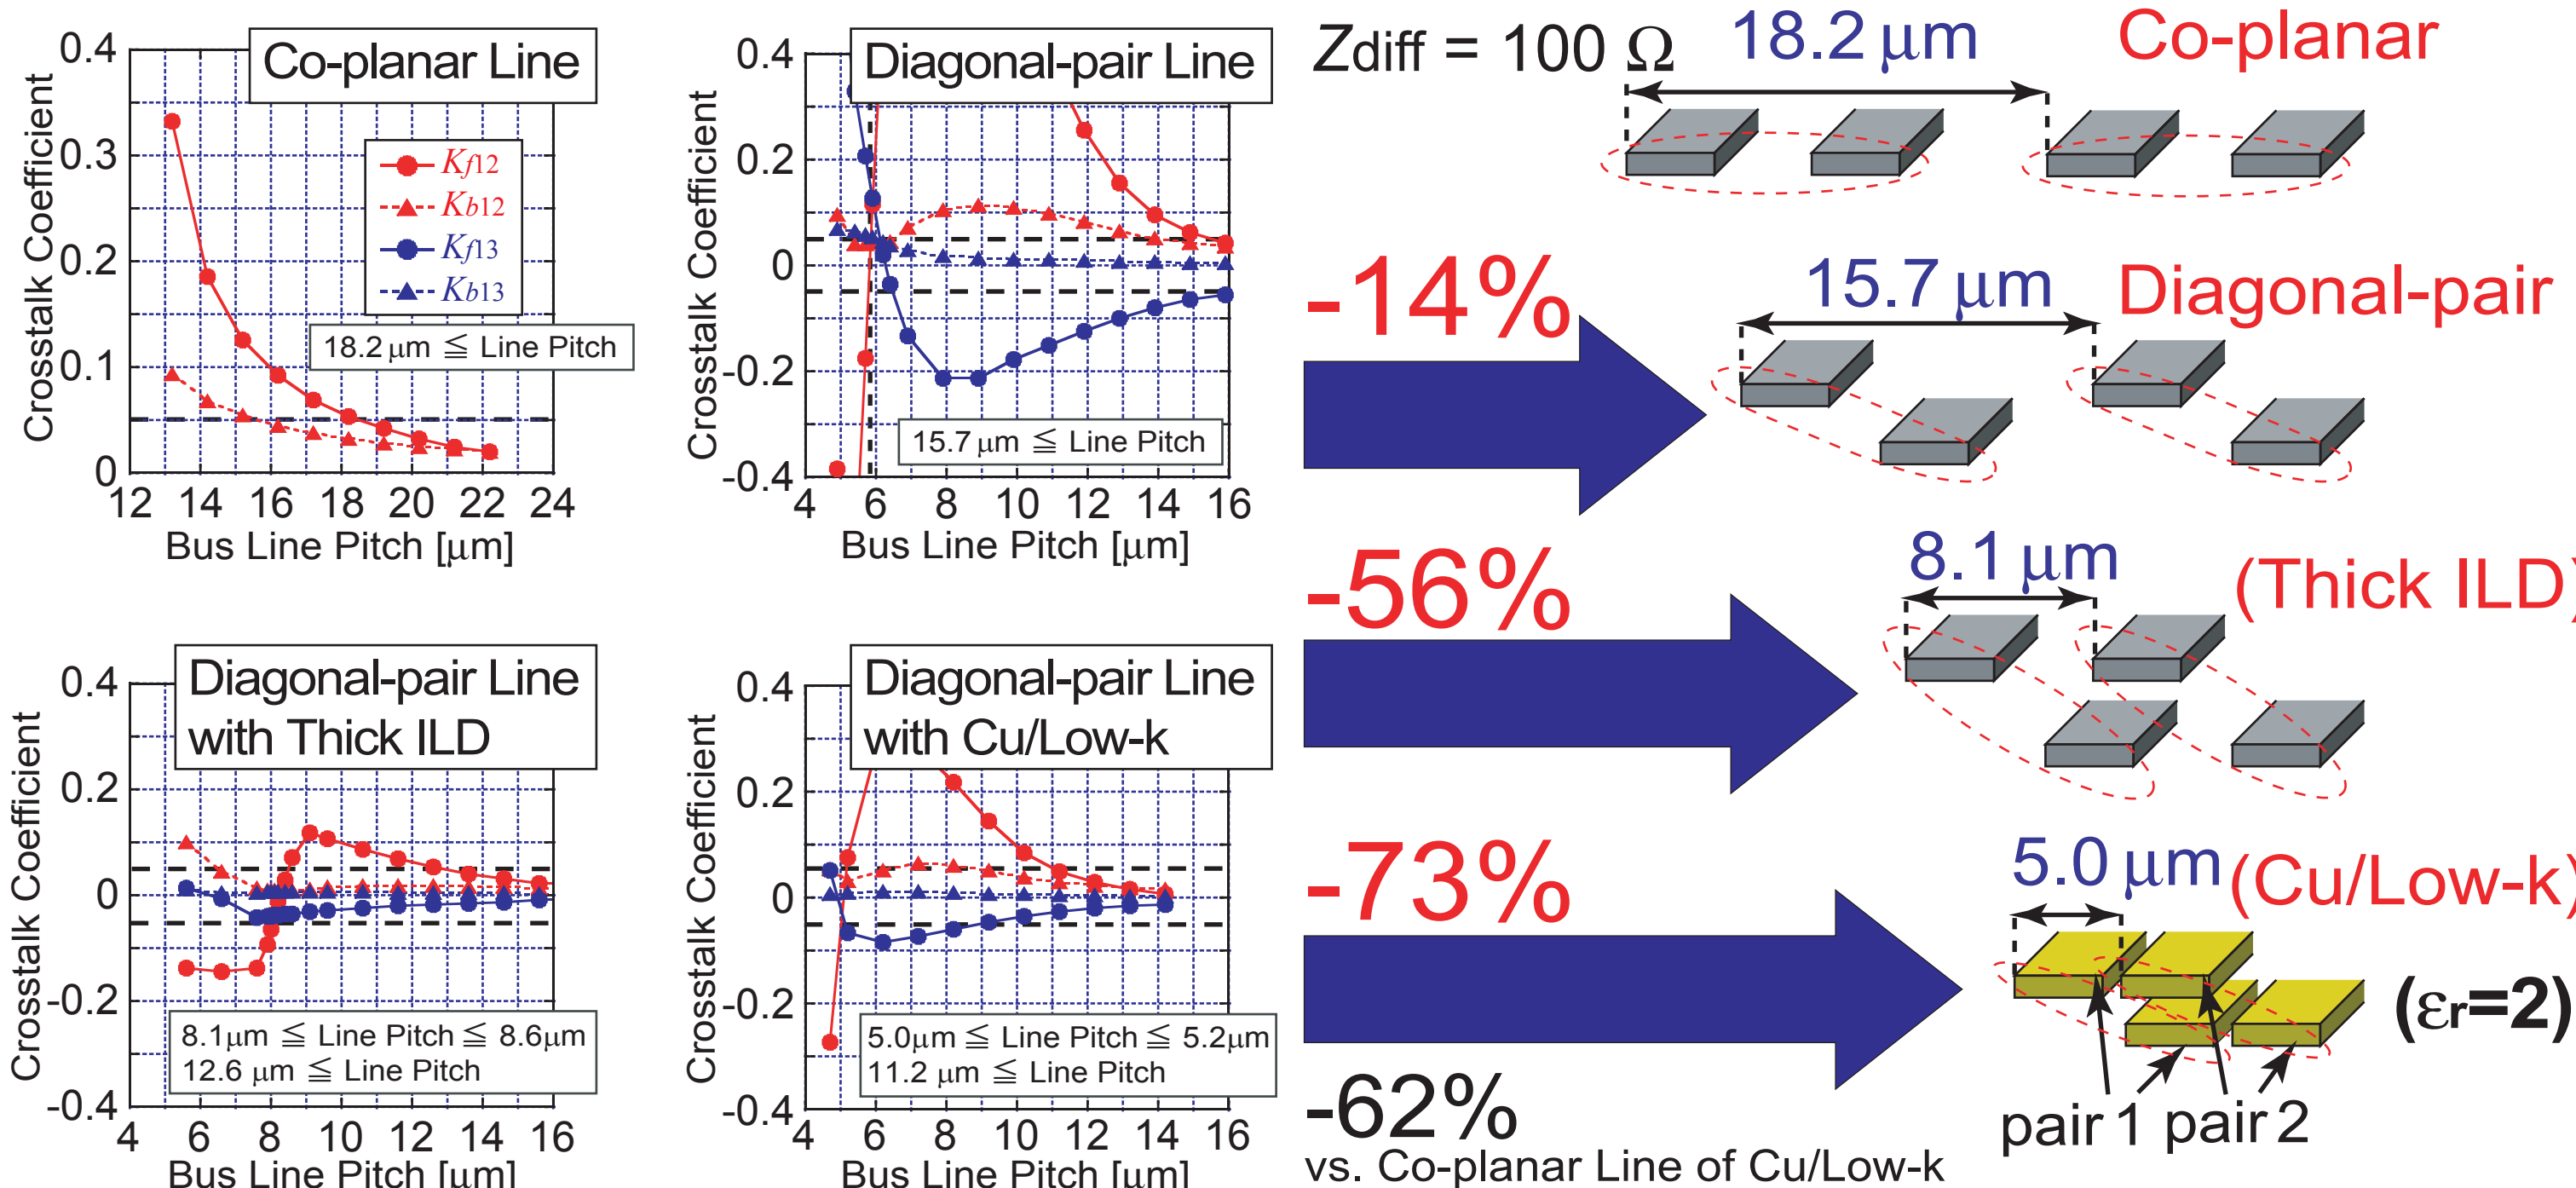 Co-planar Line
Crosstalk Coefficient
0.4
0.3
0.2
0.1
0
Kf12
Kb12
Kf13
Kb13
18.2 μm ≦ Line Pitch
12 14 16 18 20 22 24
Bus Line Pitch [μm]
Diagonal-pair Line
Crosstalk Coefficient
0.4
0.2
0
-0.2
-0.4
15.7 μm ≦ Line Pitch
4 6 8 10 12 14 16
Bus Line Pitch [μm]
Diagonal-pair Line
with Thick ILD
Crosstalk Coefficient
0.4
0.2
0
-0.2
-0.4
8.1μm ≦ Line Pitch ≦ 8.6μm
12.6 μm ≦ Line Pitch
4 6 8 10 12 14 16
Bus Line Pitch [μm]
Diagonal-pair Line
with Cu/Low-k
Crosstalk Coefficient
0.4
0.2
0
-0.2
-0.4
5.0μm ≦ Line Pitch ≦ 5.2μm
11.2 μm ≦ Line Pitch
4 6 8 10 12 14 16
Bus Line Pitch [μm]
Zdiff = 100 Ω
18.2 μm
Co-planar
-14%
15.7 μm
Diagonal-pair
-56%
8.1 μm
(Thick ILD)
-73%
5.0 μm
(Cu/Low-k)
(εr=2)
pair 1 pair 2
-62%
vs. Co-planar Line of Cu/Low-k